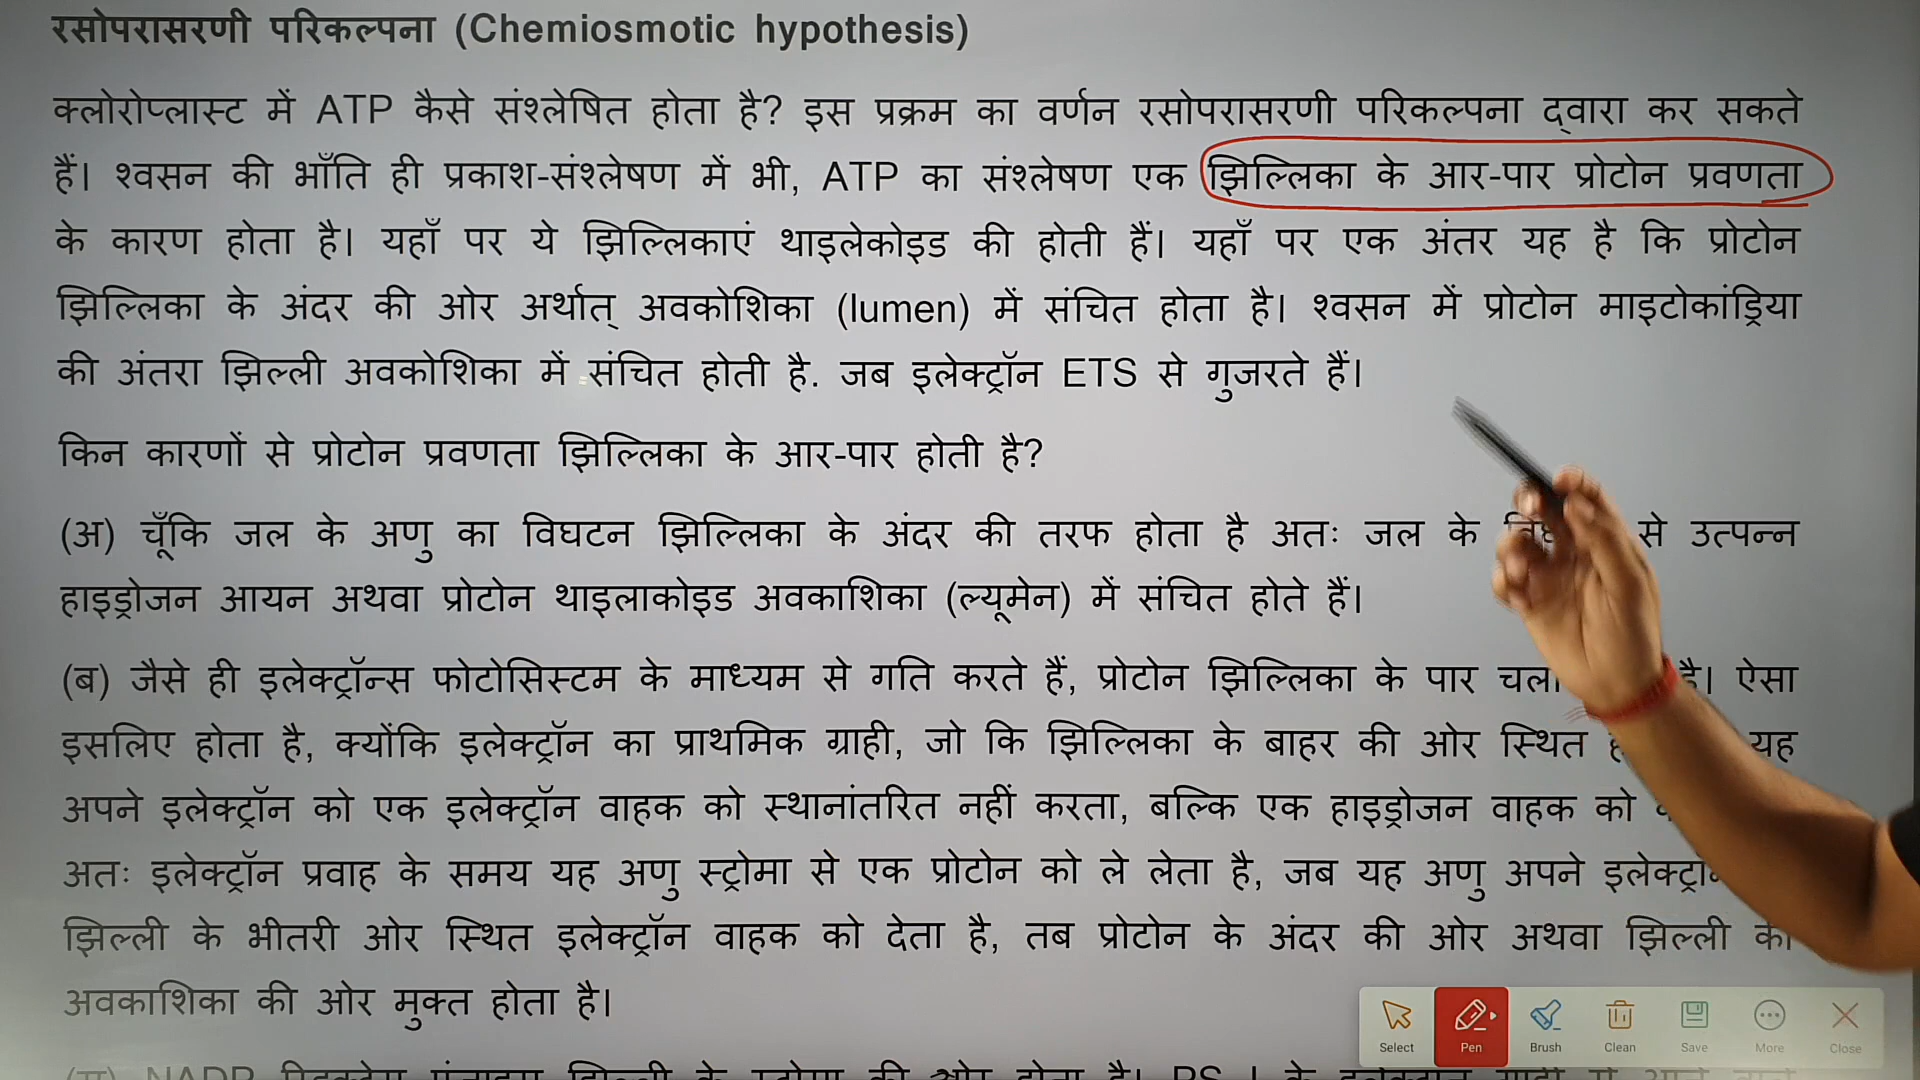 रसोपरासरणी परिकल्पना (Chemiosmotic hypothesis)
क्लोरोप्लास्ट में ATP कैसे संश्लेषित होता है? इस प्रक्रम का वर्णन रसोपरासरणी परिकल्पना द्वारा कर सकते
हैं। श्वसन की भाँति ही प्रकाश-संश्लेषण में भी, ATP का संश्लेषण एक झिल्लिका के आर-पार प्रोटोन प्रवणता
के कारण होता है। यहाँ पर ये झिल्लिकाएं थाइलेकोइड की होती हैं। यहाँ पर एक अंतर यह है कि प्रोटोन
झिल्लिका के अंदर की ओर अर्थात् अवकोशिका (lumen) में संचित होता है। श्वसन में प्रोटोन माइटोकांड्रिया
की अंतरा झिल्ली अवकोशिका में संचित होती है. जब इलेक्ट्रॉन ETS से गुजरते हैं।
किन कारणों से प्रोटोन प्रवणता झिल्लिका के आर-पार होती है?
(अ) चूँकि जल के अणु का विघटन झिल्लिका के अंदर की तरफ होता है अतः जल के से उत्पन्न
हाइड्रोजन आयन अथवा प्रोटोन थाइलाकोइड अवकाशिका (ल्यूमेन) में संचित होते हैं।
(ब) जैसे ही इलेक्ट्रॉन्स फोटोसिस्टम के माध्यम से गति करते हैं, प्रोटोन झिल्लिका के पार है। ऐसा
इसलिए होता है, क्योंकि इलेक्ट्रॉन का प्राथमिक ग्राही, जो कि झिल्लिका के बाहर की ओर स्थित यह
अपने इलेक्ट्रॉन को एक इलेक्ट्रॉन वाहक को स्थानांतरित नहीं करता, बल्कि एक हाइड्रोजन वाहक को
अतः इलेक्ट्रॉन प्रवाह के समय यह अणु स्ट्रोमा से एक प्रोटोन को ले लेता है, जब यह अणु अपने
झिल्ली के भीतरी ओर स्थित इलेक्ट्रॉन वाहक को देता है, तब प्रोटोन के अंदर की ओर अथवा झिल्ली
अवकाशिका की ओर मुक्त होता है।
Select Pen Brush Clean Save More Close